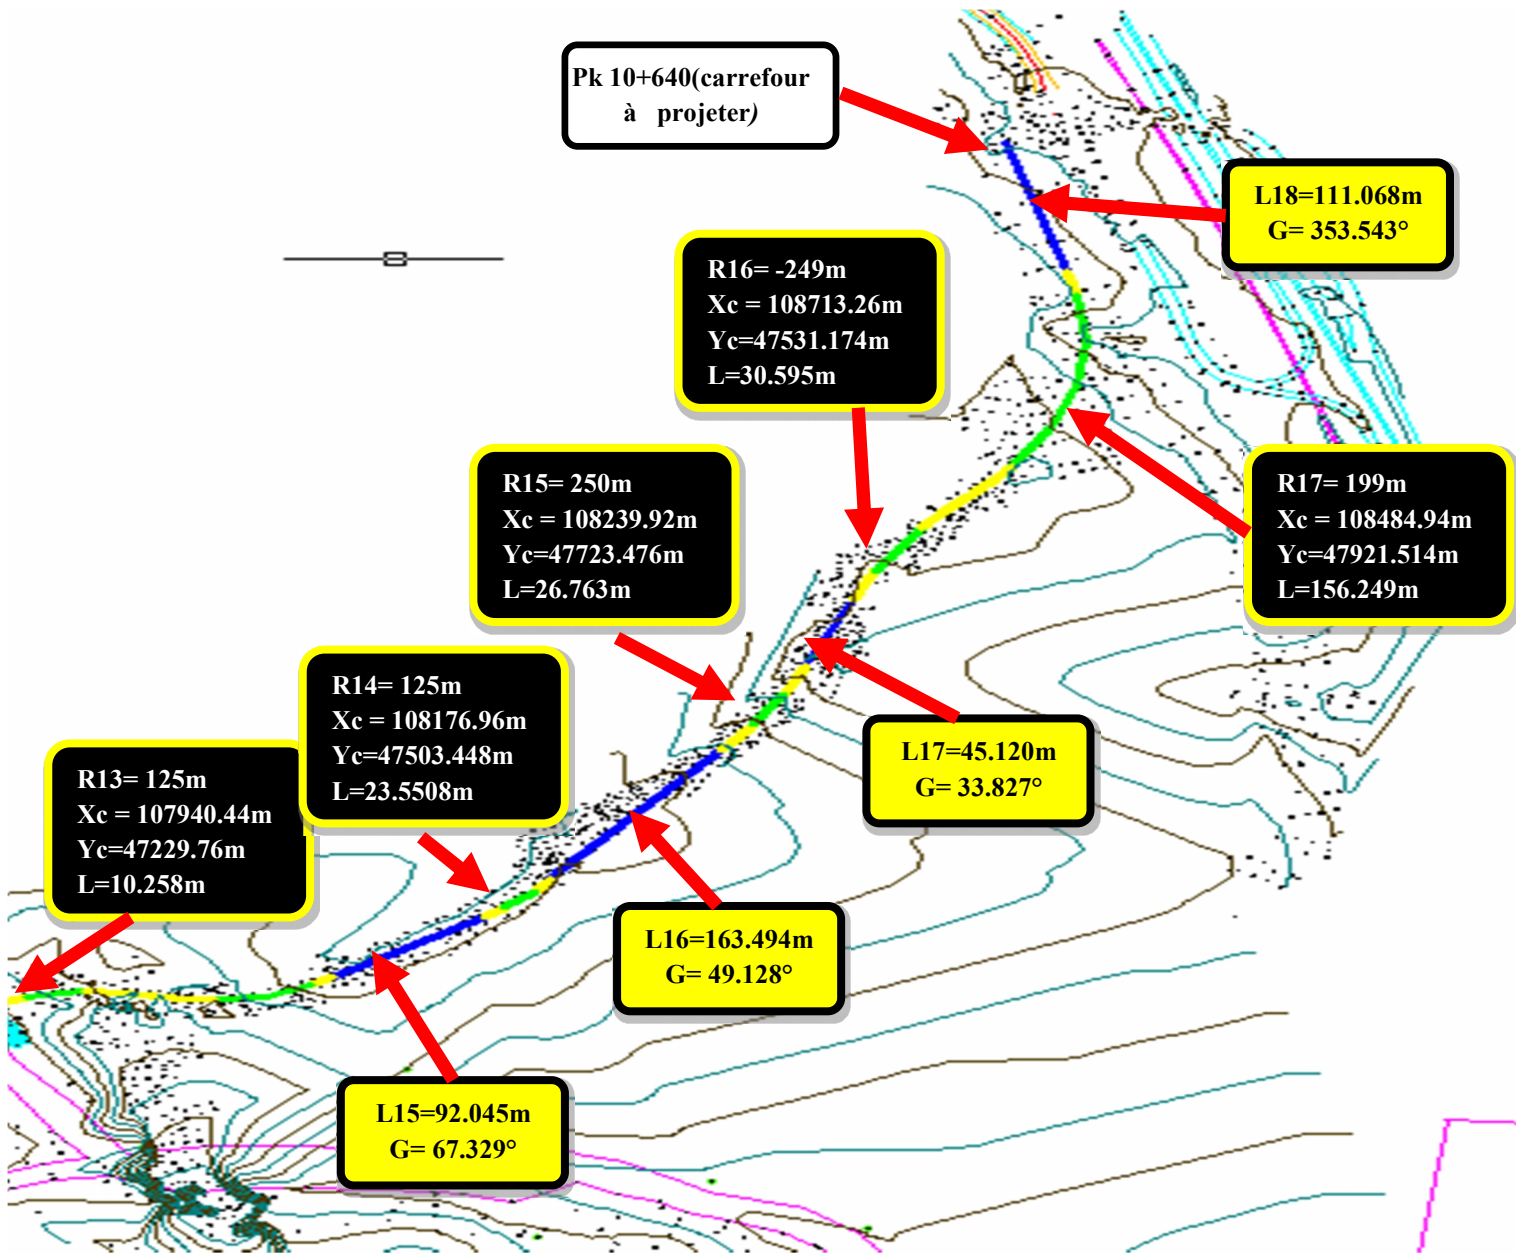 Pk 10+640(carrefour
à projeter)
L18=111.068m
G= 353.543°
R16= -249m
Xc = 108713.26m
Yc=47531.174m
L=30.595m
R15= 250m
Xc = 108239.92m
Yc=47723.476m
L=26.763m
R17= 199m
Xc = 108484.94m
Yc=47921.514m
L=156.249m
R14= 125m
Xc = 108176.96m
Yc=47503.448m
L=23.5508m
L17=45.120m
G= 33.827°
R13= 125m
Xc = 107940.44m
Yc=47229.76m
L=10.258m
L16=163.494m
G= 49.128°
L15=92.045m
G= 67.329°